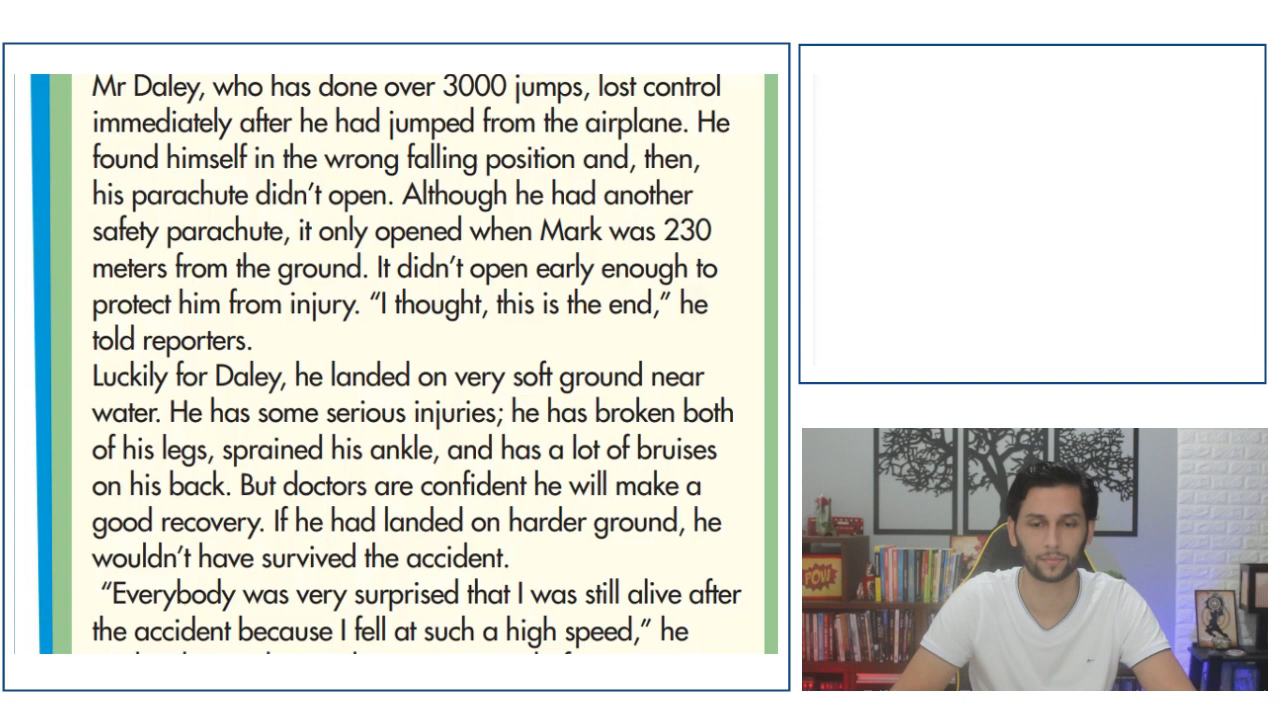 Mr Daley, who has done over 3000 jumps, lost control
immediately after he had jumped from the airplane. He
found himself in the wrong falling position and, then,
his parachute didn't open. Although he had another
safety parachute, it only opened when Mark was 230
meters from the ground. It didn't open early enough to
protect him from injury. “I thought, this is the end,” he
told reporters.
Luckily for Daley, he landed on very soft ground near
water. He has some serious injuries; he has broken both
of his legs, sprained his ankle, and has a lot of bruises
on his back. But doctors are confident he will make a
good recovery. If he had landed on harder ground, he
wouldn't have survived the accident.
“Everybody was very surprised that I was still alive after
the accident because I fell at such a high speed,” he
POW!